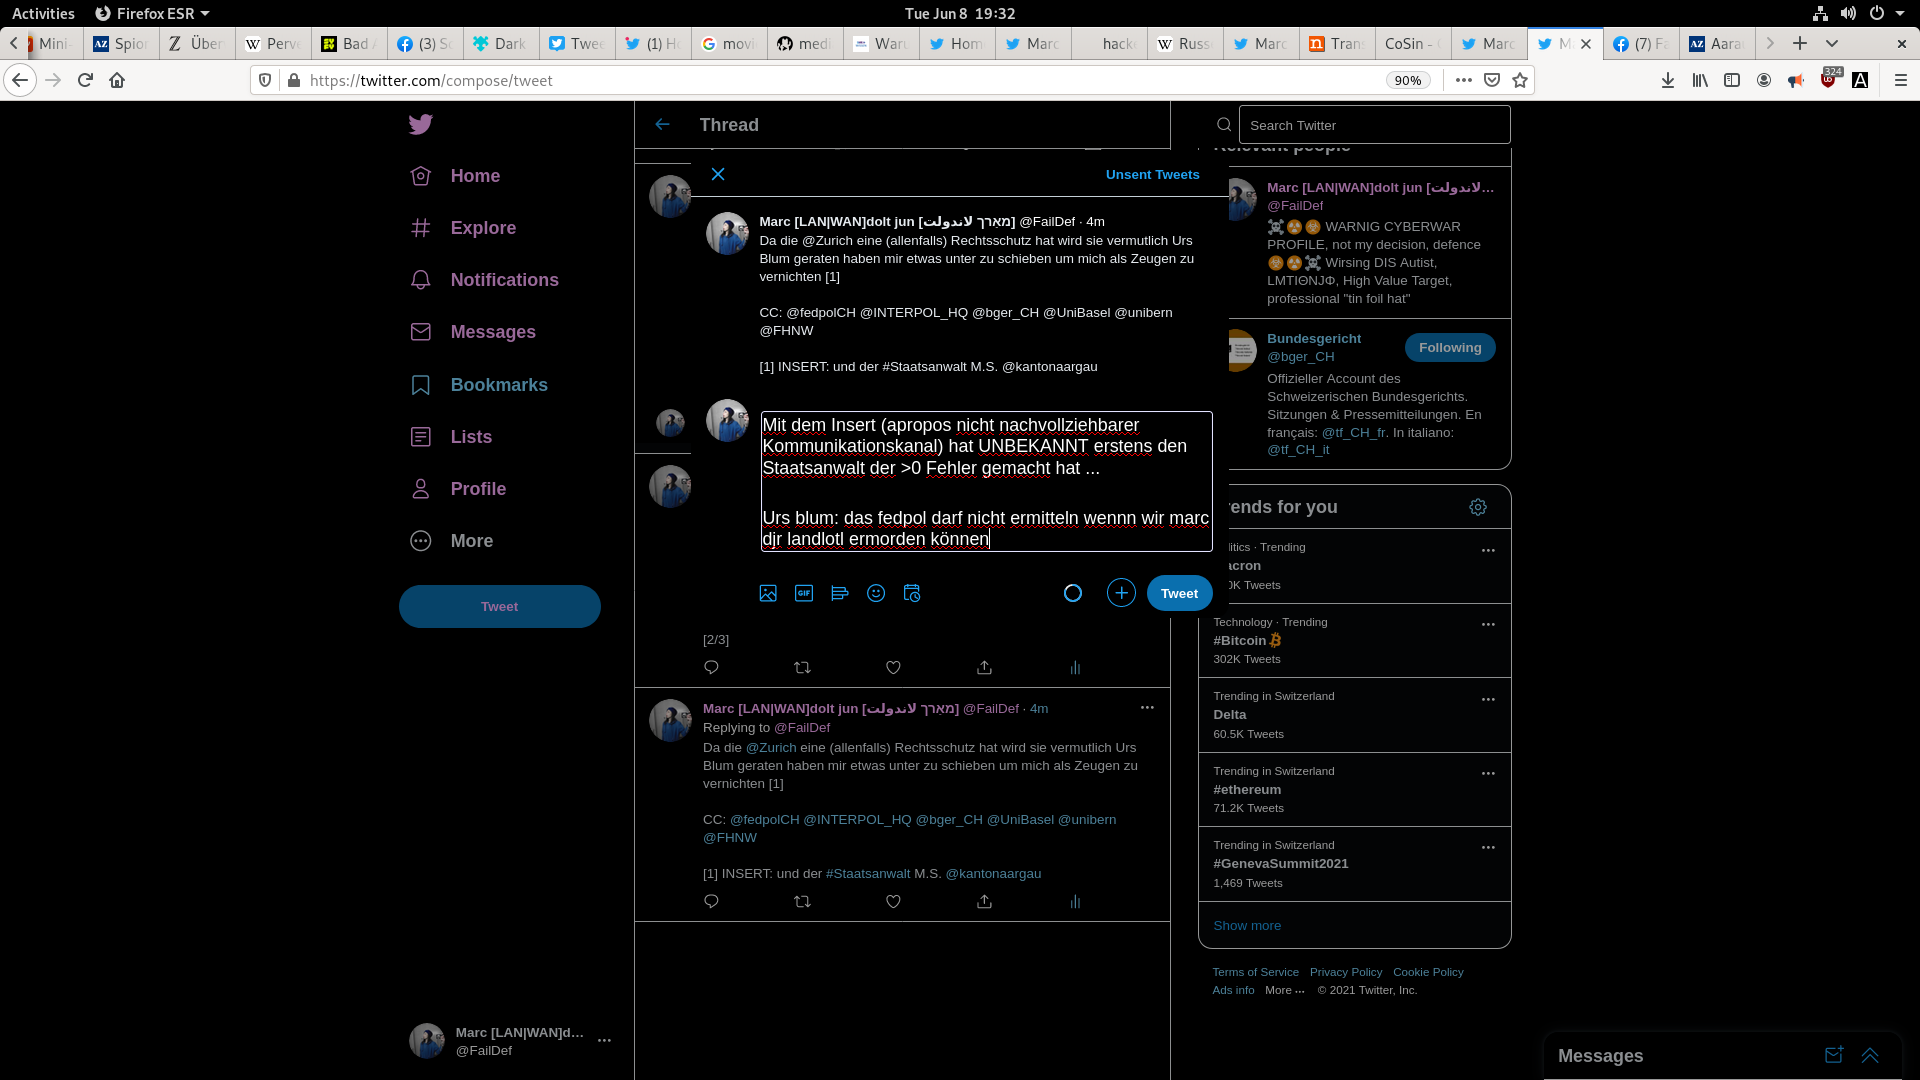 Activities Firefox ESR Tue Jun 8 19:32
Mini- Spion Über Perve Bad A (3) Sc Dark Twee (1) Ho movi medi Waru Hom Marc hacke Russ Marc Trans CoSin - Marc M (7) Fa Aarau
https://twitter.com/compose/tweet 90% 324
Home
Explore
Notifications
Messages
Bookmarks
Lists
Profile
More
Tweet
Marc [LAN|WAN]d...
@FailDef
Thread
Unsent Tweets
Marc [LAN|WAN]dolt jun [מארך לاندולت] @FailDef · 4m
Da die @Zurich eine (allenfalls) Rechtsschutz hat wird sie vermutlich Urs
Blum geraten haben mir etwas unter zu schieben um mich als Zeugen zu
vernichten [1]
CC: @fedpolCH @INTERPOL_HQ @bger_CH @UniBasel @unibern
@FHNW
[1] INSERT: und der #Staatsanwalt M.S. @kantonaargau
Mit dem Insert (apropos nicht nachvollziehbarer
Kommunikationskanal) hat UNBEKANNT erstens den
Staatsanwalt der >0 Fehler gemacht hat ...
Urs blum: das fedpol darf nicht ermitteln wennn wir marc
djr landlotl ermorden können
GIF
Tweet
[2/3]
Marc [LAN|WAN]dolt jun @FailDef · 4m
Replying to @FailDef
Da die @Zurich eine (allenfalls) Rechtsschutz hat wird sie vermutlich Urs
Blum geraten haben mir etwas unter zu schieben um mich als Zeugen zu
vernichten [1]
CC: @fedpolCH @INTERPOL_HQ @bger_CH @UniBasel @unibern
@FHNW
[1] INSERT: und der #Staatsanwalt M.S. @kantonaargau
Search Twitter
Relevant people
Marc [LAN|WAN]dolt jun
@FailDef
☠️☢️☣️ WARNIG CYBERWAR
PROFILE, not my decision, defence
☣️☢️☠️ Wirsing DIS Autist,
LMTIΘNJΦ, High Value Target,
professional "tin foil hat"
Bundesgericht
@bger_CH
Following
Offizieller Account des
Schweizerischen Bundesgerichts.
Sitzungen & Pressemitteilungen. En
français: @tf_CH_fr. In italiano:
@tf_CH_it
rends for you
litics · Trending
acron
0K Tweets
Technology · Trending
#Bitcoin
302K Tweets
Trending in Switzerland
Delta
60.5K Tweets
Trending in Switzerland
#ethereum
71.2K Tweets
Trending in Switzerland
#GenevaSummit2021
1,469 Tweets
Show more
Terms of Service Privacy Policy Cookie Policy
Ads info More ... © 2021 Twitter, Inc.
Messages